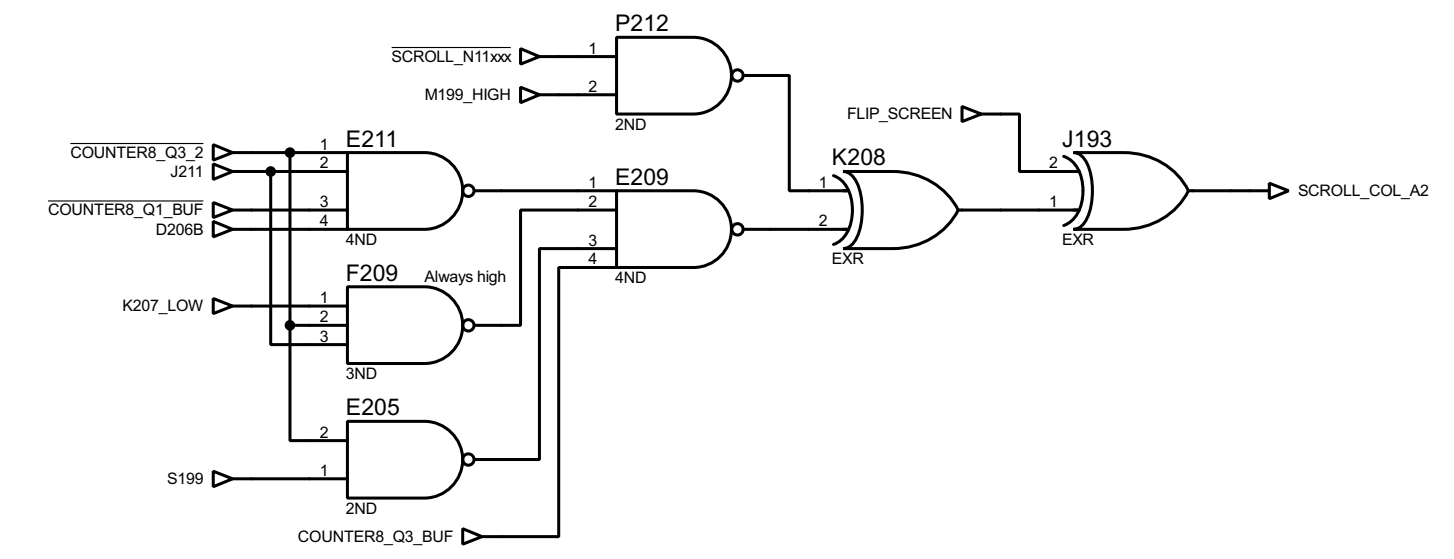 P212
SCROLL_N11xxx
1
M199_HIGH
2
2ND
FLIP_SCREEN
J193
2
1
EXR
SCROLL_COL_A2
COUNTER8_Q3_2
1
E211
J211
2
COUNTER8_Q1_BUF
3
D206B
4
4ND
K208
1
2
EXR
E209
1
2
3
4
4ND
F209
Always high
K207_LOW
1
2
3
3ND
E205
2
S199
1
2ND
COUNTER8_Q3_BUF